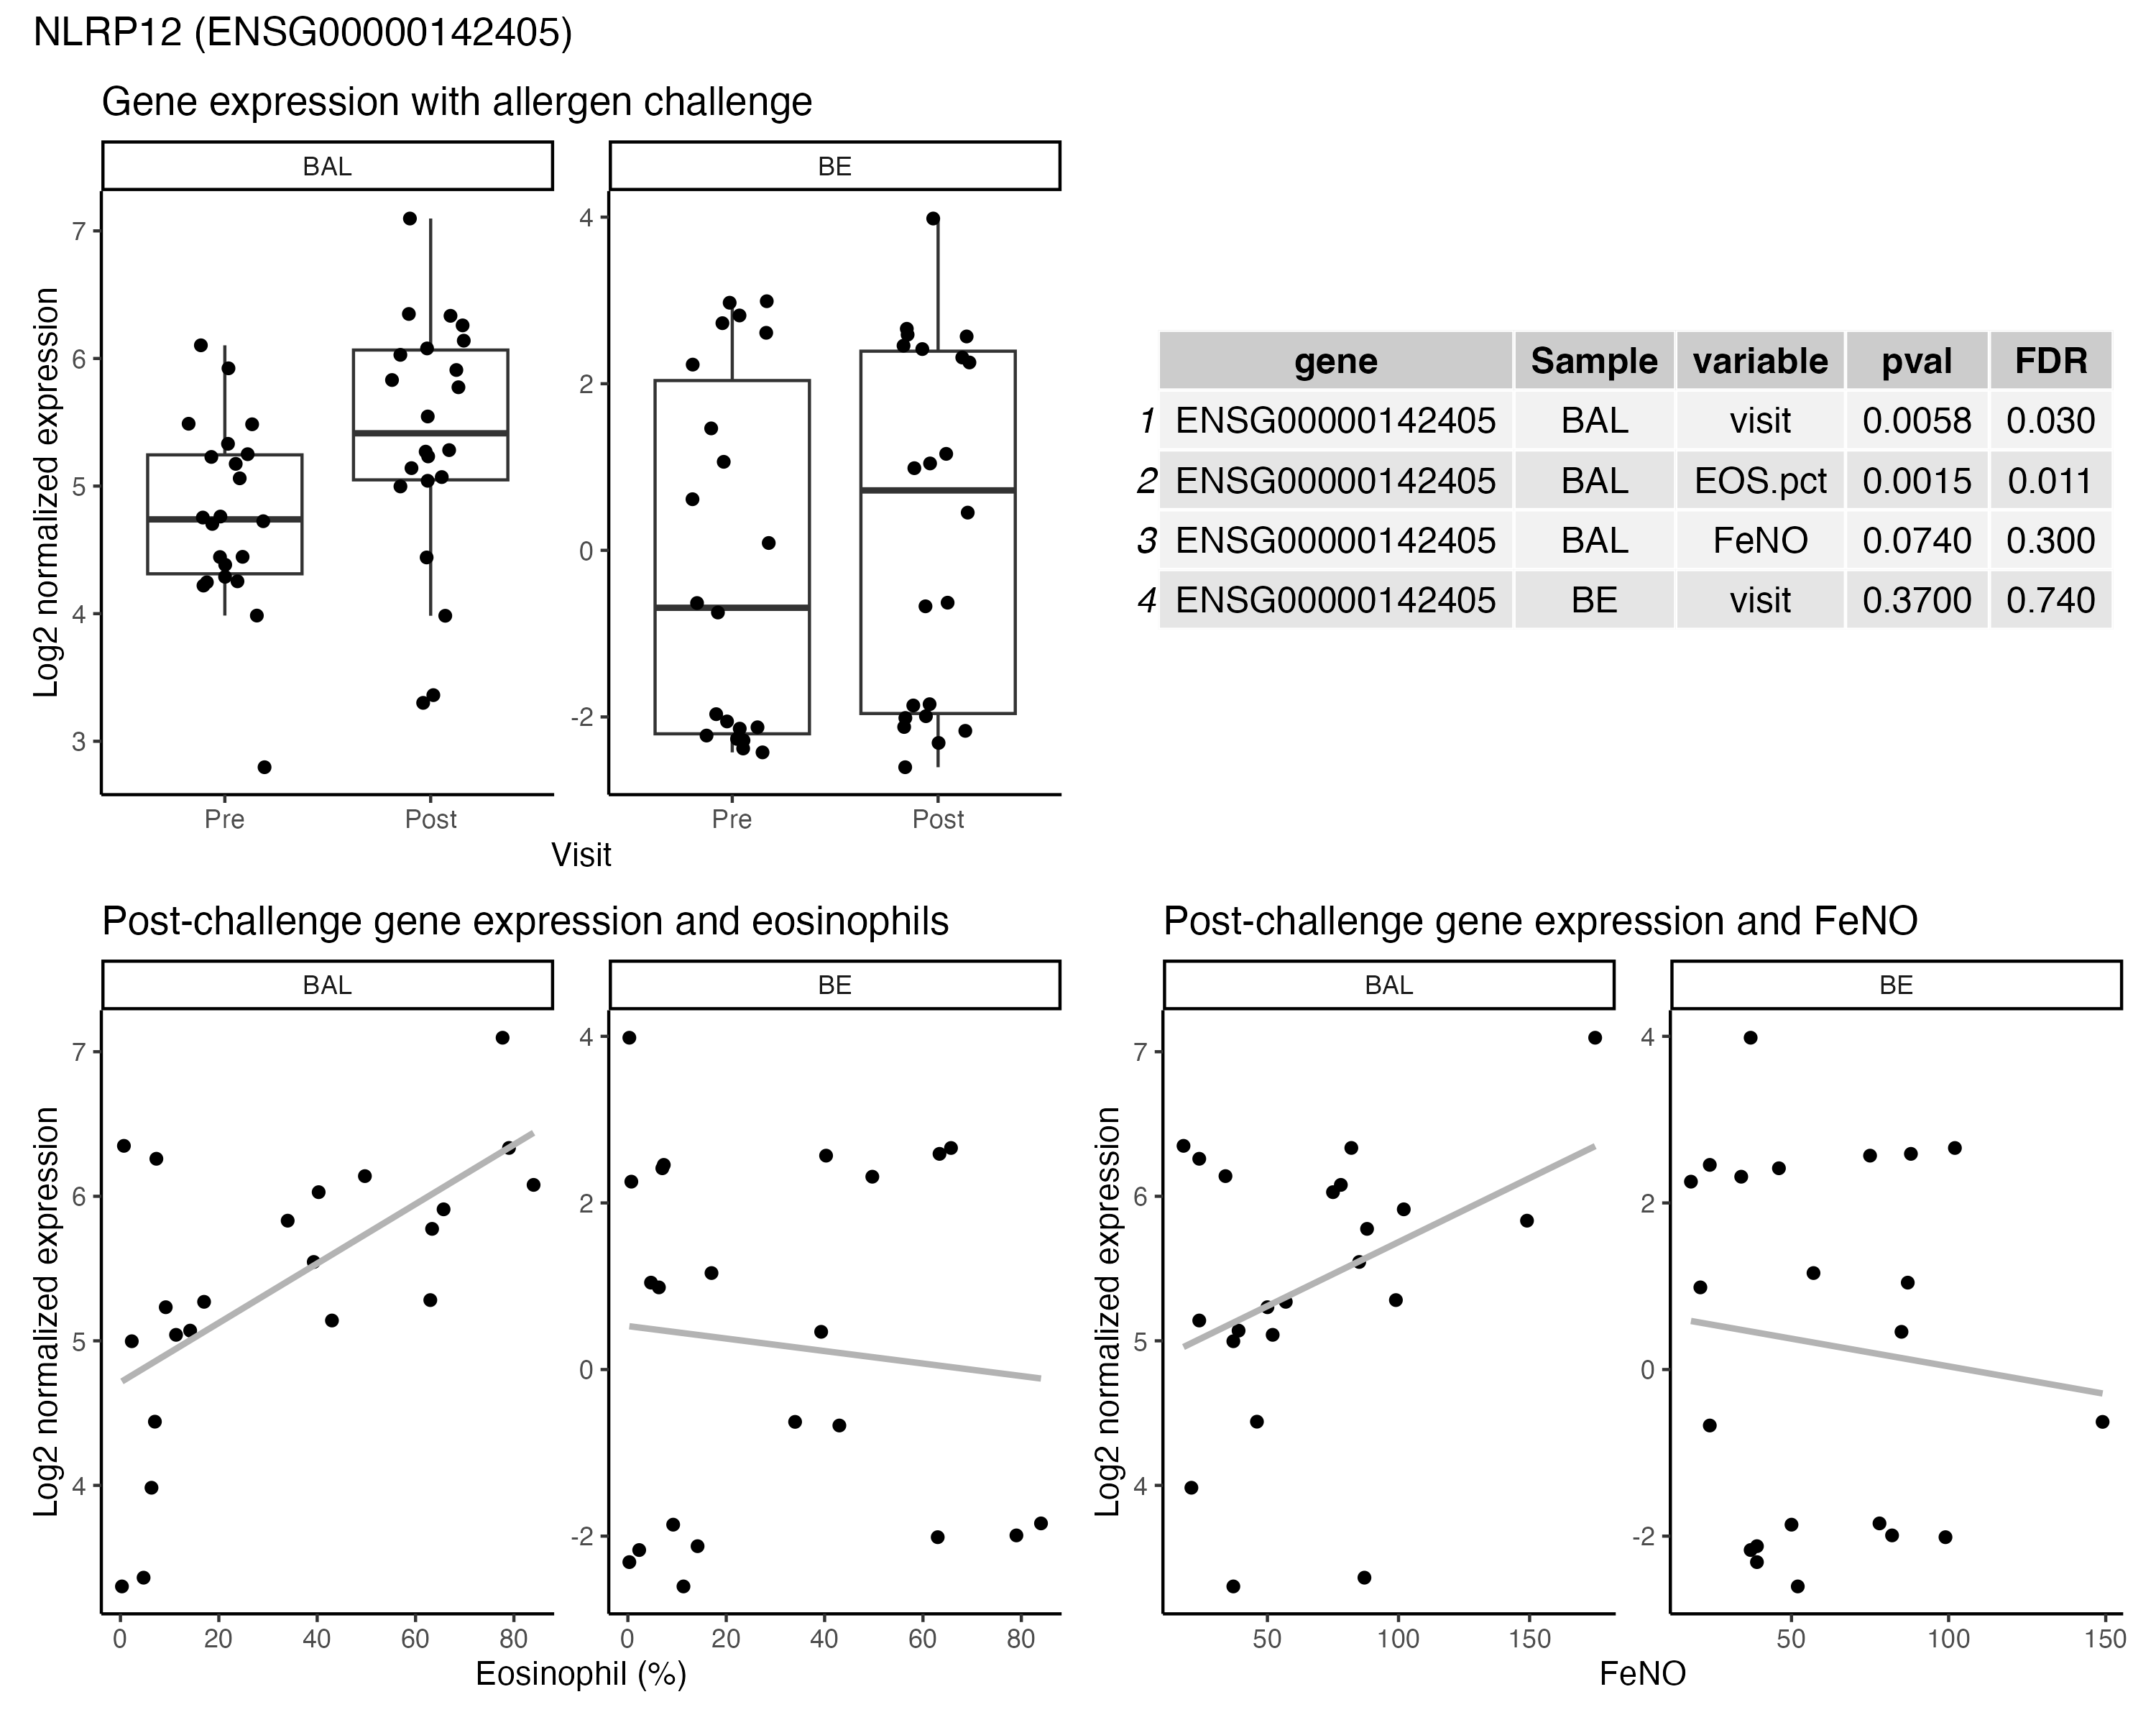 NLRP12 (ENSG00000142405)
Gene expression with allergen challenge
BAL
BE
Log2 normalized expression
7
6
5
4
3
4
2
0
-2
Pre
Post
Pre
Post
Visit
gene Sample variable pval FDR
1 ENSG00000142405 BAL visit 0.0058 0.030
2 ENSG00000142405 BAL EOS.pct 0.0015 0.011
3 ENSG00000142405 BAL FeNO 0.0740 0.300
4 ENSG00000142405 BE visit 0.3700 0.740
Post-challenge gene expression and eosinophils
BAL
BE
Log2 normalized expression
7
6
5
4
4
2
0
-2
0 20 40 60 80
0 20 40 60 80
Eosinophil (%)
Post-challenge gene expression and FeNO
BAL
BE
Log2 normalized expression
7
6
5
4
4
2
0
-2
50 100 150
50 100 150
FeNO